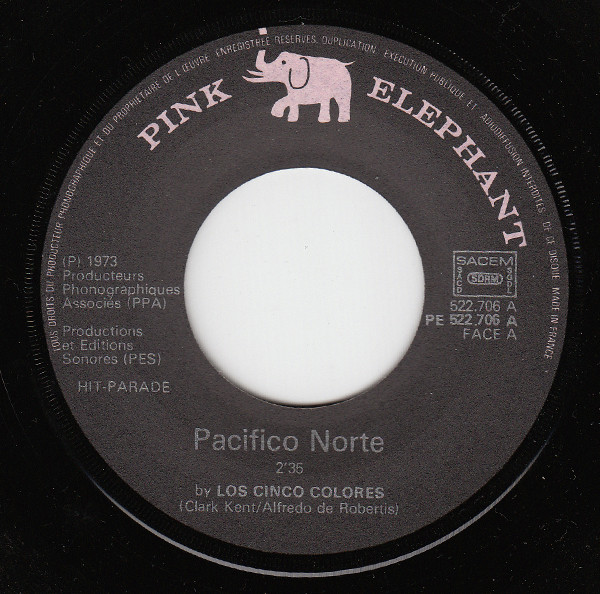 TOUS DROITS DU PRODUCTEUR PHONOGRAPHIQUE ET DU PROPRIETAIRE DE L'ŒUVRE ENREGISTREE RESERVES. DUPLICATION, EXECUTION PUBLIQUE ET RADIODIFFUSION INTERDITES DE CE DISQUE. MADE IN FRANCE
PINK ELEPHANT
(P) 1973
Producteurs
Phonographiques
Associés (PPA)
Productions
et Editions
Sonores (PES)
HIT-PARADE
SACEM
SACD
SDRM
SGDL
522.706 A
PE 522.706 A
FACE A
Pacifico Norte
2'35
by LOS CINCO COLORES
(Clark Kent/Alfredo de Robertis)